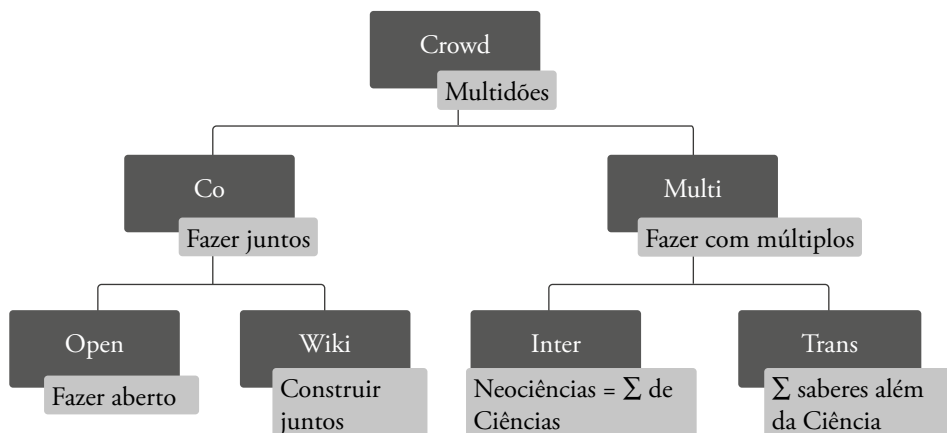 Crowd
Multidões
Co
Fazer juntos
Multi
Fazer com múltiplos
Open
Fazer aberto
Wiki
Construir
juntos
Inter
Neociências = ∑ de
Ciências
Trans
∑ saberes além
da Ciência